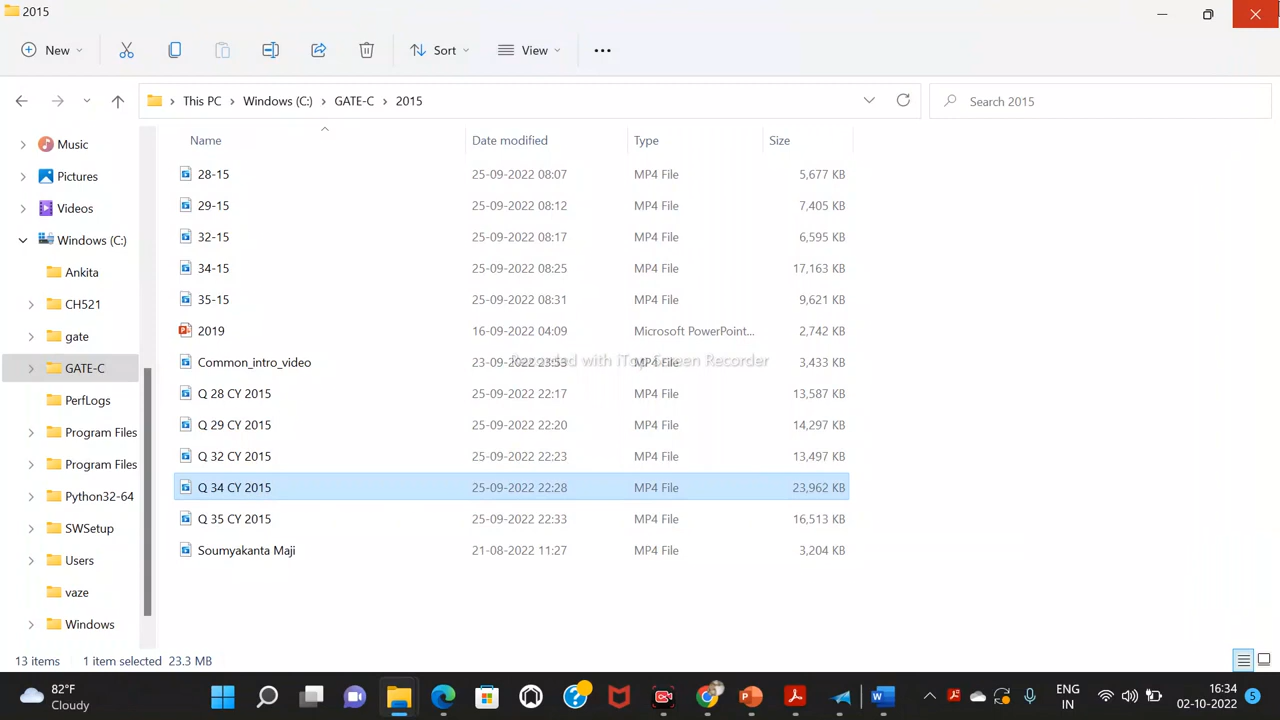 2015
New Sort View
This PC Windows (C:) GATE-C 2015 Search 2015
Name Date modified Type Size
Music
Pictures
Videos
Windows (C:)
Ankita
CH521
gate
GATE-C
PerfLogs
Program Files
Program Files
Python32-64
SWSetup
Users
vaze
Windows
28-15 25-09-2022 08:07 MP4 File 5,677 KB
29-15 25-09-2022 08:12 MP4 File 7,405 KB
32-15 25-09-2022 08:17 MP4 File 6,595 KB
34-15 25-09-2022 08:25 MP4 File 17,163 KB
35-15 25-09-2022 08:31 MP4 File 9,621 KB
2019 16-09-2022 04:09 Microsoft PowerPoint... 2,742 KB
Common_intro_video 23-09-2022 23:53 MP4 File 3,433 KB
Recorded with iTop Screen Recorder
Q 28 CY 2015 25-09-2022 22:17 MP4 File 13,587 KB
Q 29 CY 2015 25-09-2022 22:20 MP4 File 14,297 KB
Q 32 CY 2015 25-09-2022 22:23 MP4 File 13,497 KB
Q 34 CY 2015 25-09-2022 22:28 MP4 File 23,962 KB
Q 35 CY 2015 25-09-2022 22:33 MP4 File 16,513 KB
Soumyakanta Maji 21-08-2022 11:27 MP4 File 3,204 KB
13 items 1 item selected 23.3 MB
82°F
Cloudy
ENG
IN
16:34
02-10-2022
5